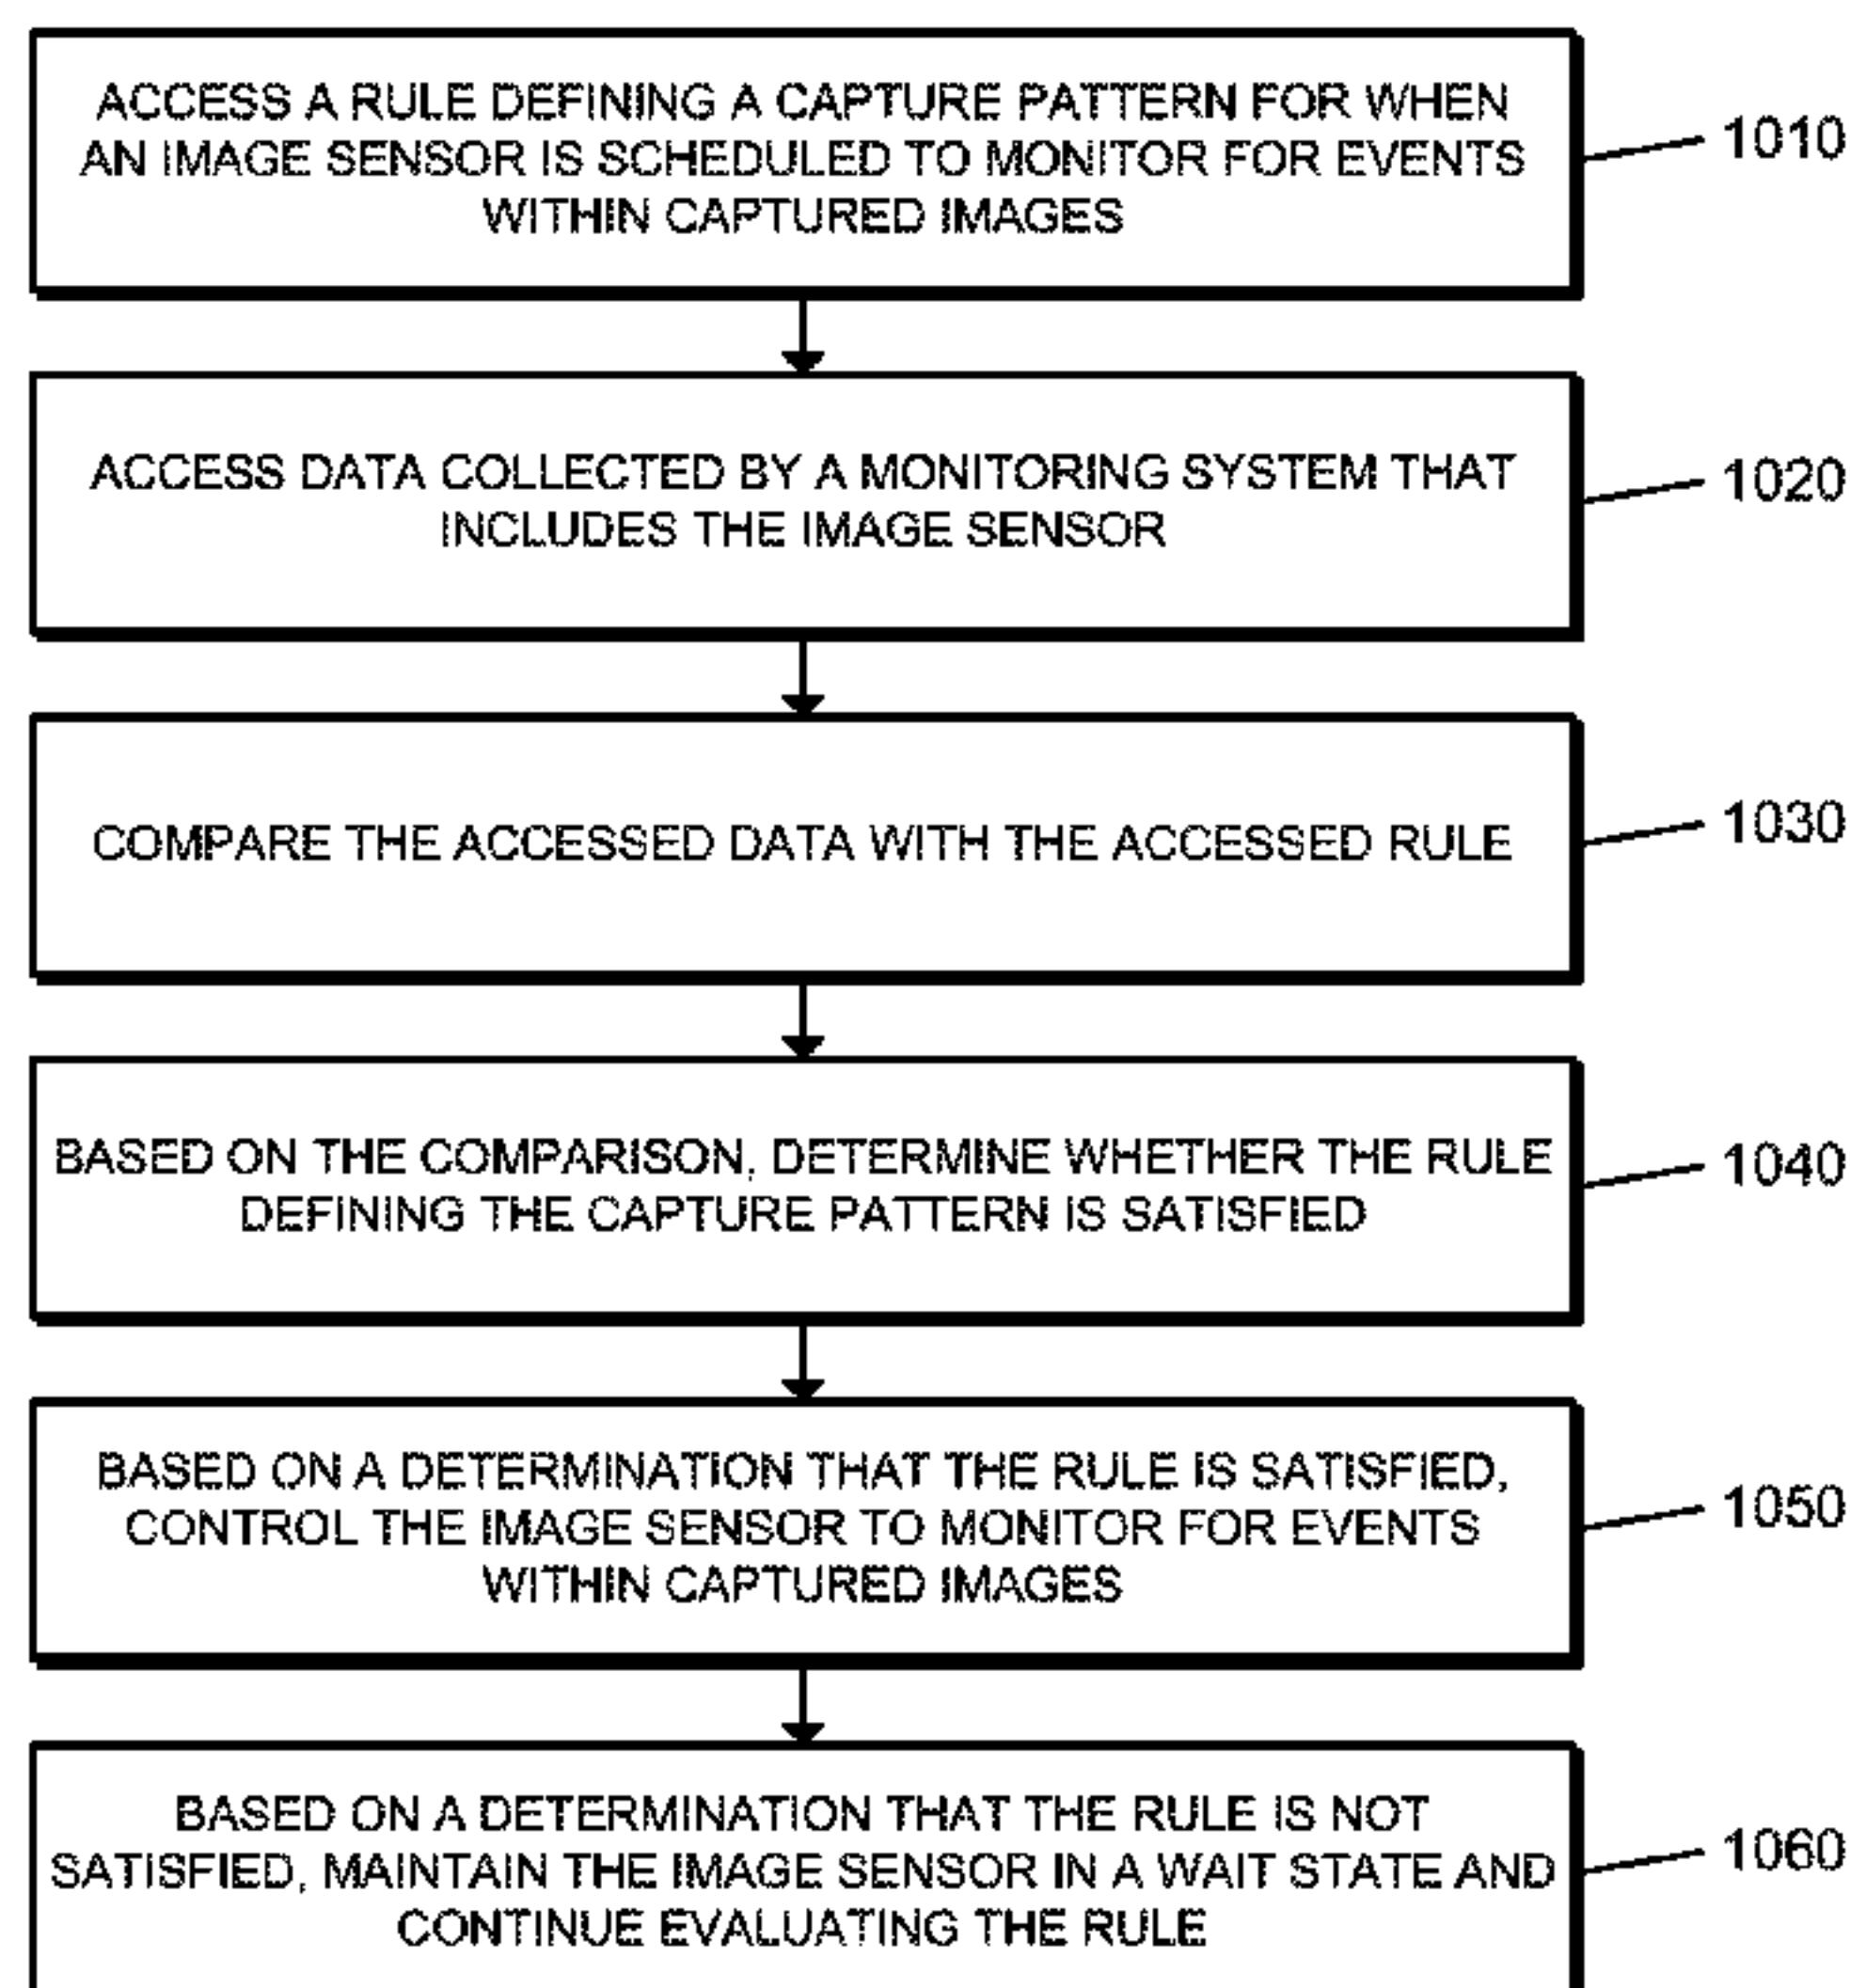 ACCESS A RULE DEFINING A CAPTURE PATTERN FOR WHEN
AN IMAGE SENSOR IS SCHEDULED TO MONITOR FOR EVENTS
WITHIN CAPTURED IMAGES
1010
ACCESS DATA COLLECTED BY A MONITORING SYSTEM THAT
INCLUDES THE IMAGE SENSOR
1020
COMPARE THE ACCESSED DATA WITH THE ACCESSED RULE
1030
BASED ON THE COMPARISON, DETERMINE WHETHER THE RULE
DEFINING THE CAPTURE PATTERN IS SATISFIED
1040
BASED ON A DETERMINATION THAT THE RULE IS SATISFIED,
CONTROL THE IMAGE SENSOR TO MONITOR FOR EVENTS
WITHIN CAPTURED IMAGES
1050
BASED ON A DETERMINATION THAT THE RULE IS NOT
SATISFIED, MAINTAIN THE IMAGE SENSOR IN A WAIT STATE AND
CONTINUE EVALUATING THE RULE
1060